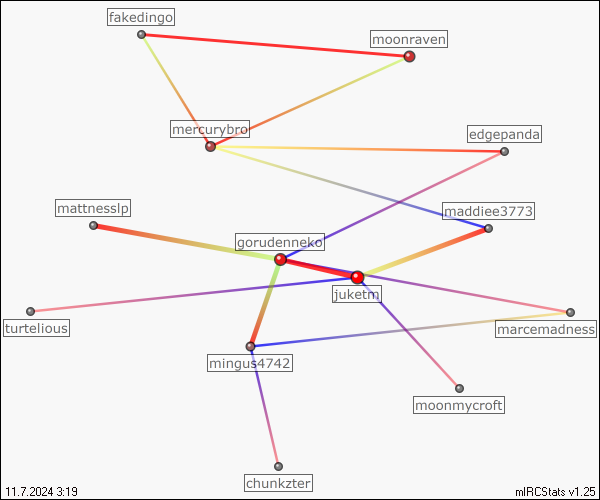 fakedingo
moonraven
mercurybro
edgepanda
mattnesslp
maddiee3773
gorudenneko
juketm
turtelious
marcemadness
mingus4742
moonmycroft
chunkzter
11.7.2024 3:19
mIRCStats v1.25